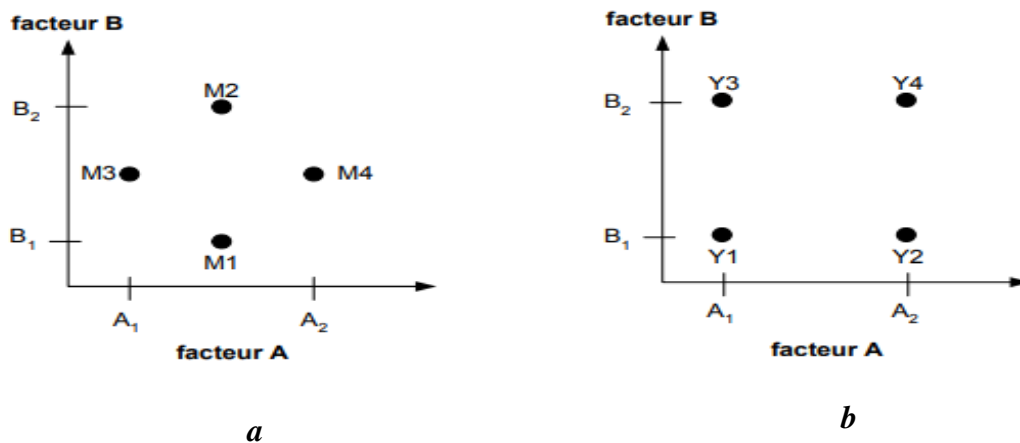 facteur B
B2
M2
M3
M4
B1
M1
A1
A2
facteur A
a
facteur B
B2
Y3
Y4
B1
Y1
Y2
A1
A2
facteur A
b